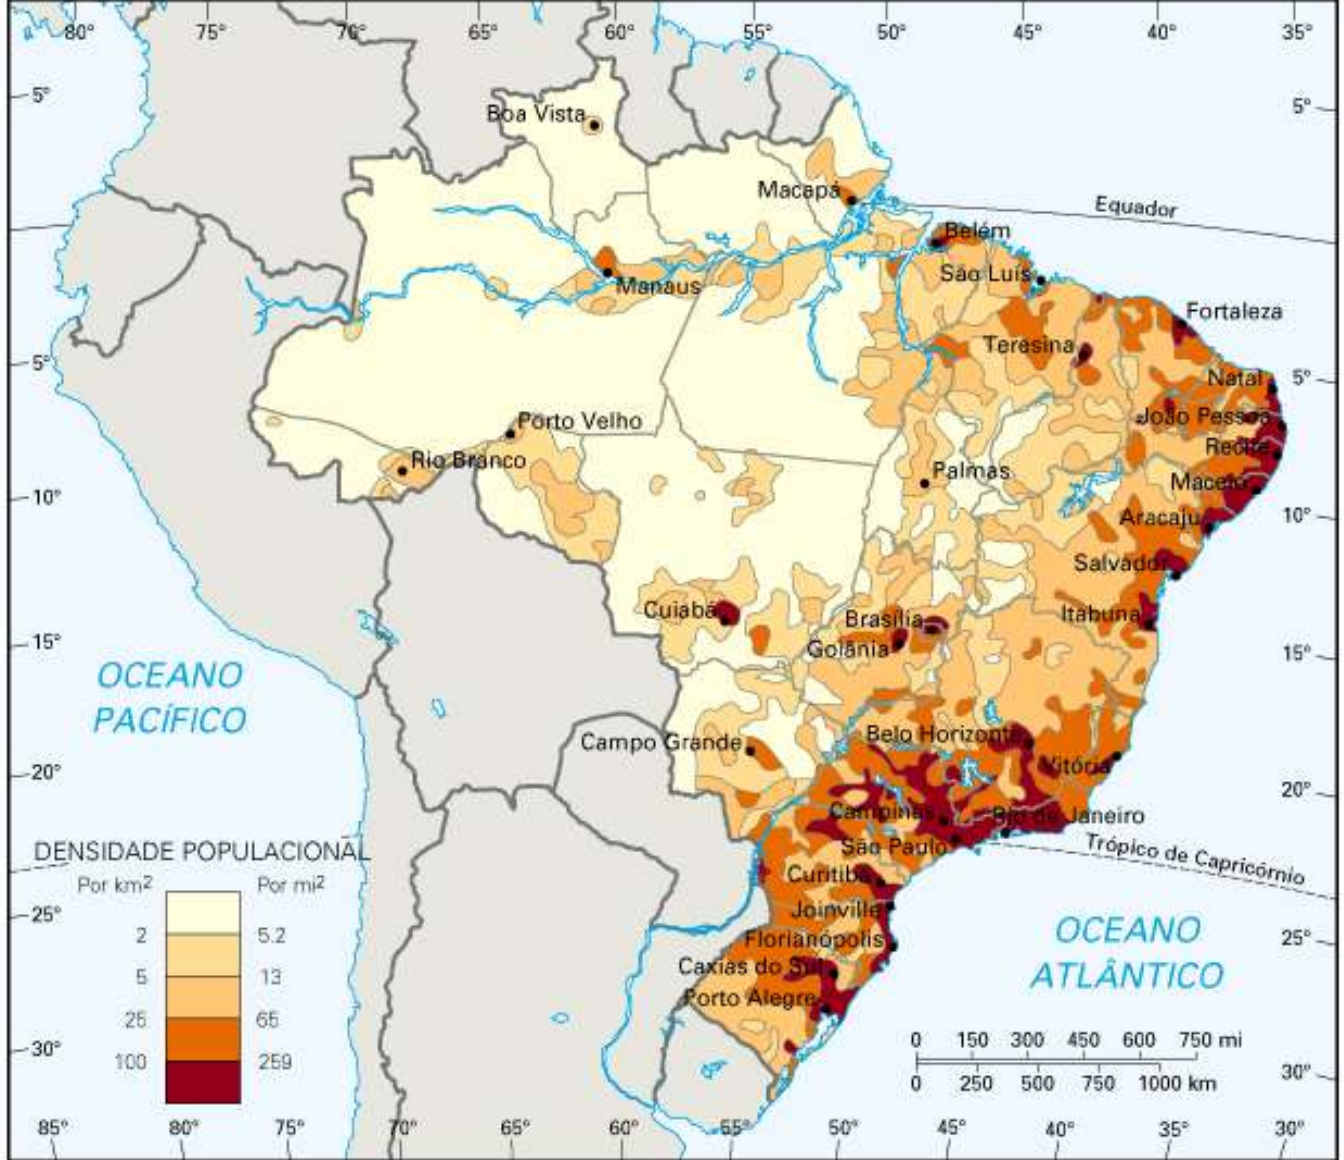 80° 75° 70° 65° 60° 55° 50° 45° 40° 35°
5° 5°
Boa Vista
Macapá
Equador
Belém
São Luís
Manaus
Fortaleza
Teresina
5° 5°
Natal
João Pessoa
Porto Velho
Recife
Rio Branco
Palmas
Maceió
10° 10°
Aracaju
Salvador
Cuiabá
Brasília
Itabuna
Goiânia
15° 15°
OCEANO
PACÍFICO
Belo Horizonte
Campo Grande
Vitória
20° 20°
Campinas
Rio de Janeiro
São Paulo
Trópico de Capricórnio
DENSIDADE POPULACIONAL
Por km² Por mi²
2 5.2
5 13
25 65
100 259
Curitiba
Joinville
25° 25°
Florianópolis
OCEANO
ATLÂNTICO
Caxias do Sul
Porto Alegre
0 150 300 450 600 750 mi
0 250 500 750 1000 km
30° 30°
85° 80° 75° 70° 65° 60° 55° 50° 45° 40° 35° 30°